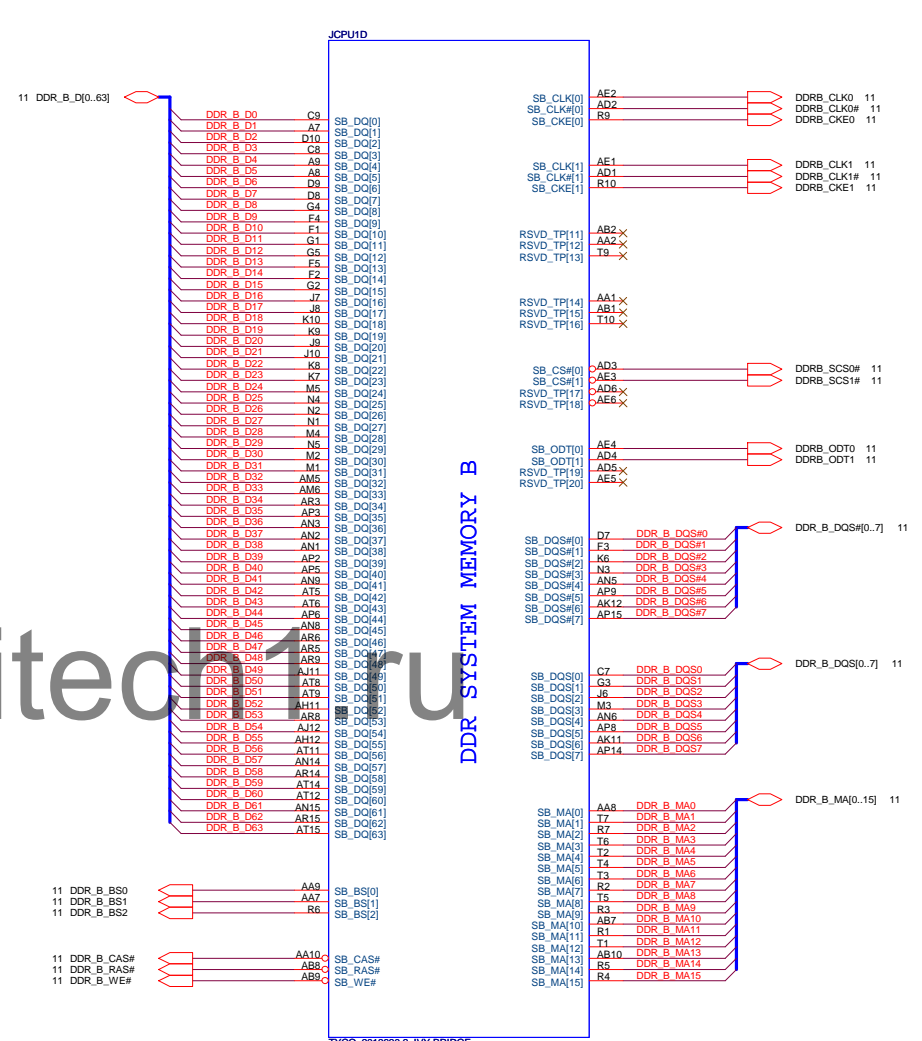 JCPU1D
11 DDR_B_D[0..63]
DDR_B_D0 C9 SB_DQ[0]
DDR_B_D1 A7 SB_DQ[1]
DDR_B_D2 D10 SB_DQ[2]
DDR_B_D3 C8 SB_DQ[3]
DDR_B_D4 A9 SB_DQ[4]
DDR_B_D5 A8 SB_DQ[5]
DDR_B_D6 D9 SB_DQ[6]
DDR_B_D7 D8 SB_DQ[7]
DDR_B_D8 G4 SB_DQ[8]
DDR_B_D9 F4 SB_DQ[9]
DDR_B_D10 F1 SB_DQ[10]
DDR_B_D11 G1 SB_DQ[11]
DDR_B_D12 G5 SB_DQ[12]
DDR_B_D13 F5 SB_DQ[13]
DDR_B_D14 F2 SB_DQ[14]
DDR_B_D15 G2 SB_DQ[15]
DDR_B_D16 J7 SB_DQ[16]
DDR_B_D17 J8 SB_DQ[17]
DDR_B_D18 K10 SB_DQ[18]
DDR_B_D19 K9 SB_DQ[19]
DDR_B_D20 J9 SB_DQ[20]
DDR_B_D21 J10 SB_DQ[21]
DDR_B_D22 K8 SB_DQ[22]
DDR_B_D23 K7 SB_DQ[23]
DDR_B_D24 M5 SB_DQ[24]
DDR_B_D25 N4 SB_DQ[25]
DDR_B_D26 N2 SB_DQ[26]
DDR_B_D27 N1 SB_DQ[27]
DDR_B_D28 M4 SB_DQ[28]
DDR_B_D29 N5 SB_DQ[29]
DDR_B_D30 M2 SB_DQ[30]
DDR_B_D31 M1 SB_DQ[31]
DDR_B_D32 AM5 SB_DQ[32]
DDR_B_D33 AM6 SB_DQ[33]
DDR_B_D34 AR3 SB_DQ[34]
DDR_B_D35 AP3 SB_DQ[35]
DDR_B_D36 AN3 SB_DQ[36]
DDR_B_D37 AN2 SB_DQ[37]
DDR_B_D38 AN1 SB_DQ[38]
DDR_B_D39 AP2 SB_DQ[39]
DDR_B_D40 AP5 SB_DQ[40]
DDR_B_D41 AN9 SB_DQ[41]
DDR_B_D42 AT5 SB_DQ[42]
DDR_B_D43 AT6 SB_DQ[43]
DDR_B_D44 AP6 SB_DQ[44]
DDR_B_D45 AN8 SB_DQ[45]
DDR_B_D46 AR6 SB_DQ[46]
DDR_B_D47 AR5 SB_DQ[47]
DDR_B_D48 AR9 SB_DQ[48]
DDR_B_D49 AJ11 SB_DQ[49]
DDR_B_D50 AT8 SB_DQ[50]
DDR_B_D51 AT9 SB_DQ[51]
DDR_B_D52 AH11 SB_DQ[52]
DDR_B_D53 AR8 SB_DQ[53]
DDR_B_D54 AJ12 SB_DQ[54]
DDR_B_D55 AH12 SB_DQ[55]
DDR_B_D56 AT11 SB_DQ[56]
DDR_B_D57 AN14 SB_DQ[57]
DDR_B_D58 AR14 SB_DQ[58]
DDR_B_D59 AT14 SB_DQ[59]
DDR_B_D60 AT12 SB_DQ[60]
DDR_B_D61 AN15 SB_DQ[61]
DDR_B_D62 AR15 SB_DQ[62]
DDR_B_D63 AT15 SB_DQ[63]
11 DDR_B_BS0 AA9 SB_BS[0]
11 DDR_B_BS1 AA7 SB_BS[1]
11 DDR_B_BS2 R6 SB_BS[2]
11 DDR_B_CAS# AA10 SB_CAS#
11 DDR_B_RAS# AB8 SB_RAS#
11 DDR_B_WE# AB9 SB_WE#
DDR SYSTEM MEMORY B
SB_CLK[0] AE2 DDRB_CLK0 11
SB_CLK#[0] AD2 DDRB_CLK0# 11
SB_CKE[0] R9 DDRB_CKE0 11
SB_CLK[1] AE1 DDRB_CLK1 11
SB_CLK#[1] AD1 DDRB_CLK1# 11
SB_CKE[1] R10 DDRB_CKE1 11
RSVD_TP[11] AB2
RSVD_TP[12] AA2
RSVD_TP[13] T9
RSVD_TP[14] AA1
RSVD_TP[15] AB1
RSVD_TP[16] T10
SB_CS#[0] AD3 DDRB_SCS0# 11
SB_CS#[1] AE3 DDRB_SCS1# 11
RSVD_TP[17] AD6
RSVD_TP[18] AE6
SB_ODT[0] AE4 DDRB_ODT0 11
SB_ODT[1] AD4 DDRB_ODT1 11
RSVD_TP[19] AD5
RSVD_TP[20] AE5
DDR_B_DQS#[0..7] 11
SB_DQS#[0] D7 DDR_B_DQS#0
SB_DQS#[1] F3 DDR_B_DQS#1
SB_DQS#[2] K6 DDR_B_DQS#2
SB_DQS#[3] N3 DDR_B_DQS#3
SB_DQS#[4] AN5 DDR_B_DQS#4
SB_DQS#[5] AP9 DDR_B_DQS#5
SB_DQS#[6] AK12 DDR_B_DQS#6
SB_DQS#[7] AP15 DDR_B_DQS#7
DDR_B_DQS[0..7] 11
SB_DQS[0] C7 DDR_B_DQS0
SB_DQS[1] G3 DDR_B_DQS1
SB_DQS[2] J6 DDR_B_DQS2
SB_DQS[3] M3 DDR_B_DQS3
SB_DQS[4] AN6 DDR_B_DQS4
SB_DQS[5] AP8 DDR_B_DQS5
SB_DQS[6] AK11 DDR_B_DQS6
SB_DQS[7] AP14 DDR_B_DQS7
DDR_B_MA[0..15] 11
SB_MA[0] AA8 DDR_B_MA0
SB_MA[1] T7 DDR_B_MA1
SB_MA[2] R7 DDR_B_MA2
SB_MA[3] T6 DDR_B_MA3
SB_MA[4] T2 DDR_B_MA4
SB_MA[5] T4 DDR_B_MA5
SB_MA[6] T3 DDR_B_MA6
SB_MA[7] R2 DDR_B_MA7
SB_MA[8] T5 DDR_B_MA8
SB_MA[9] R3 DDR_B_MA9
SB_MA[10] AB7 DDR_B_MA10
SB_MA[11] R1 DDR_B_MA11
SB_MA[12] T1 DDR_B_MA12
SB_MA[13] AB10 DDR_B_MA13
SB_MA[14] R5 DDR_B_MA14
SB_MA[15] R4 DDR_B_MA15
itech1.ru